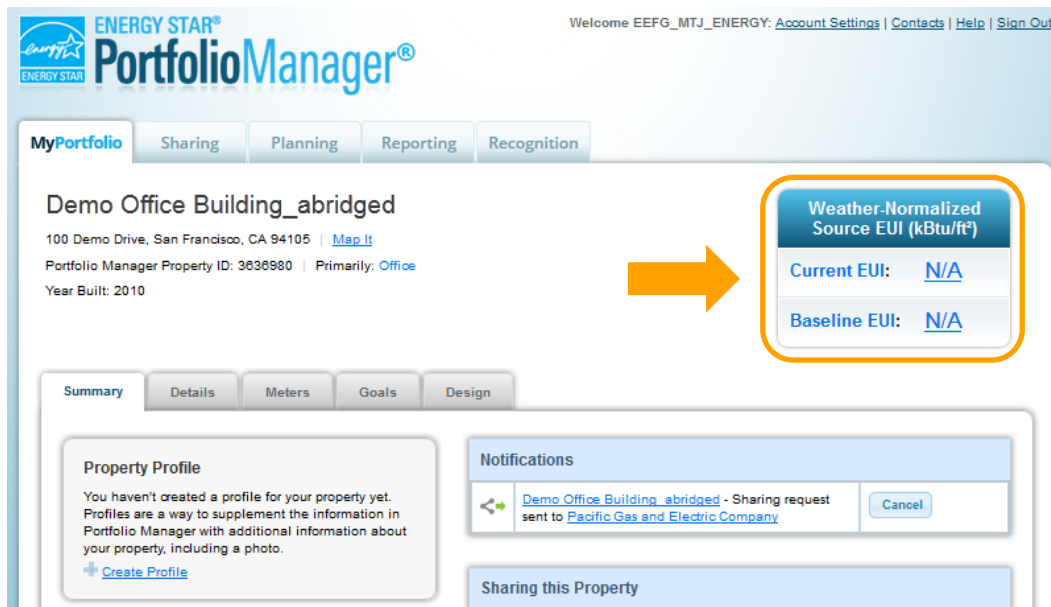 ENERGY STAR®
PortfolioManager®
energy
ENERGY STAR
Welcome EEFG_MTJ_ENERGY: Account Settings | Contacts | Help | Sign Out
MyPortfolio Sharing Planning Reporting Recognition
Demo Office Building_abridged
100 Demo Drive, San Francisco, CA 94105 | Map It
Portfolio Manager Property ID: 3636980 | Primarily: Office
Year Built: 2010
Weather-Normalized
Source EUI (kBtu/ft²)
Current EUI: N/A
Baseline EUI: N/A
Summary Details Meters Goals Design
Property Profile
You haven't created a profile for your property yet.
Profiles are a way to supplement the information in
Portfolio Manager with additional information about
your property, including a photo.
Create Profile
Notifications
Demo Office Building_abridged - Sharing request
sent to Pacific Gas and Electric Company
Cancel
Sharing this Property